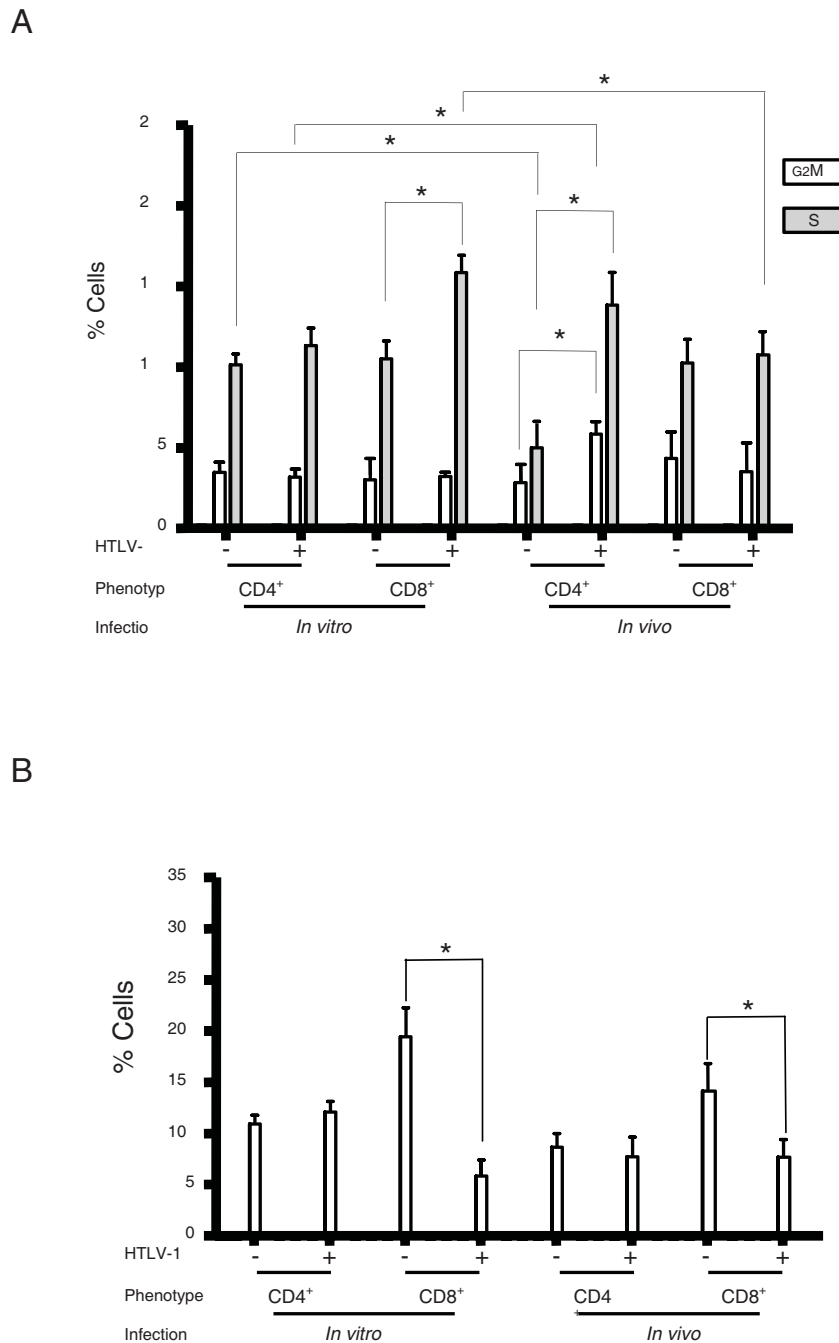 A
*
*
*
2
* *
G2M
2
S
1
*
% Cells
1
5
0
HTLV- - + - + - + - +
Phenotyp CD4+ CD8+ CD4+ CD8+
Infectio In vitro In vivo
B
35
30
*
25
*
20
% Cells
15
10
5
0
HTLV-1 - + - + - + - +
Phenotype CD4+ CD8+ CD4 CD8+
+
Infection In vitro In vivo